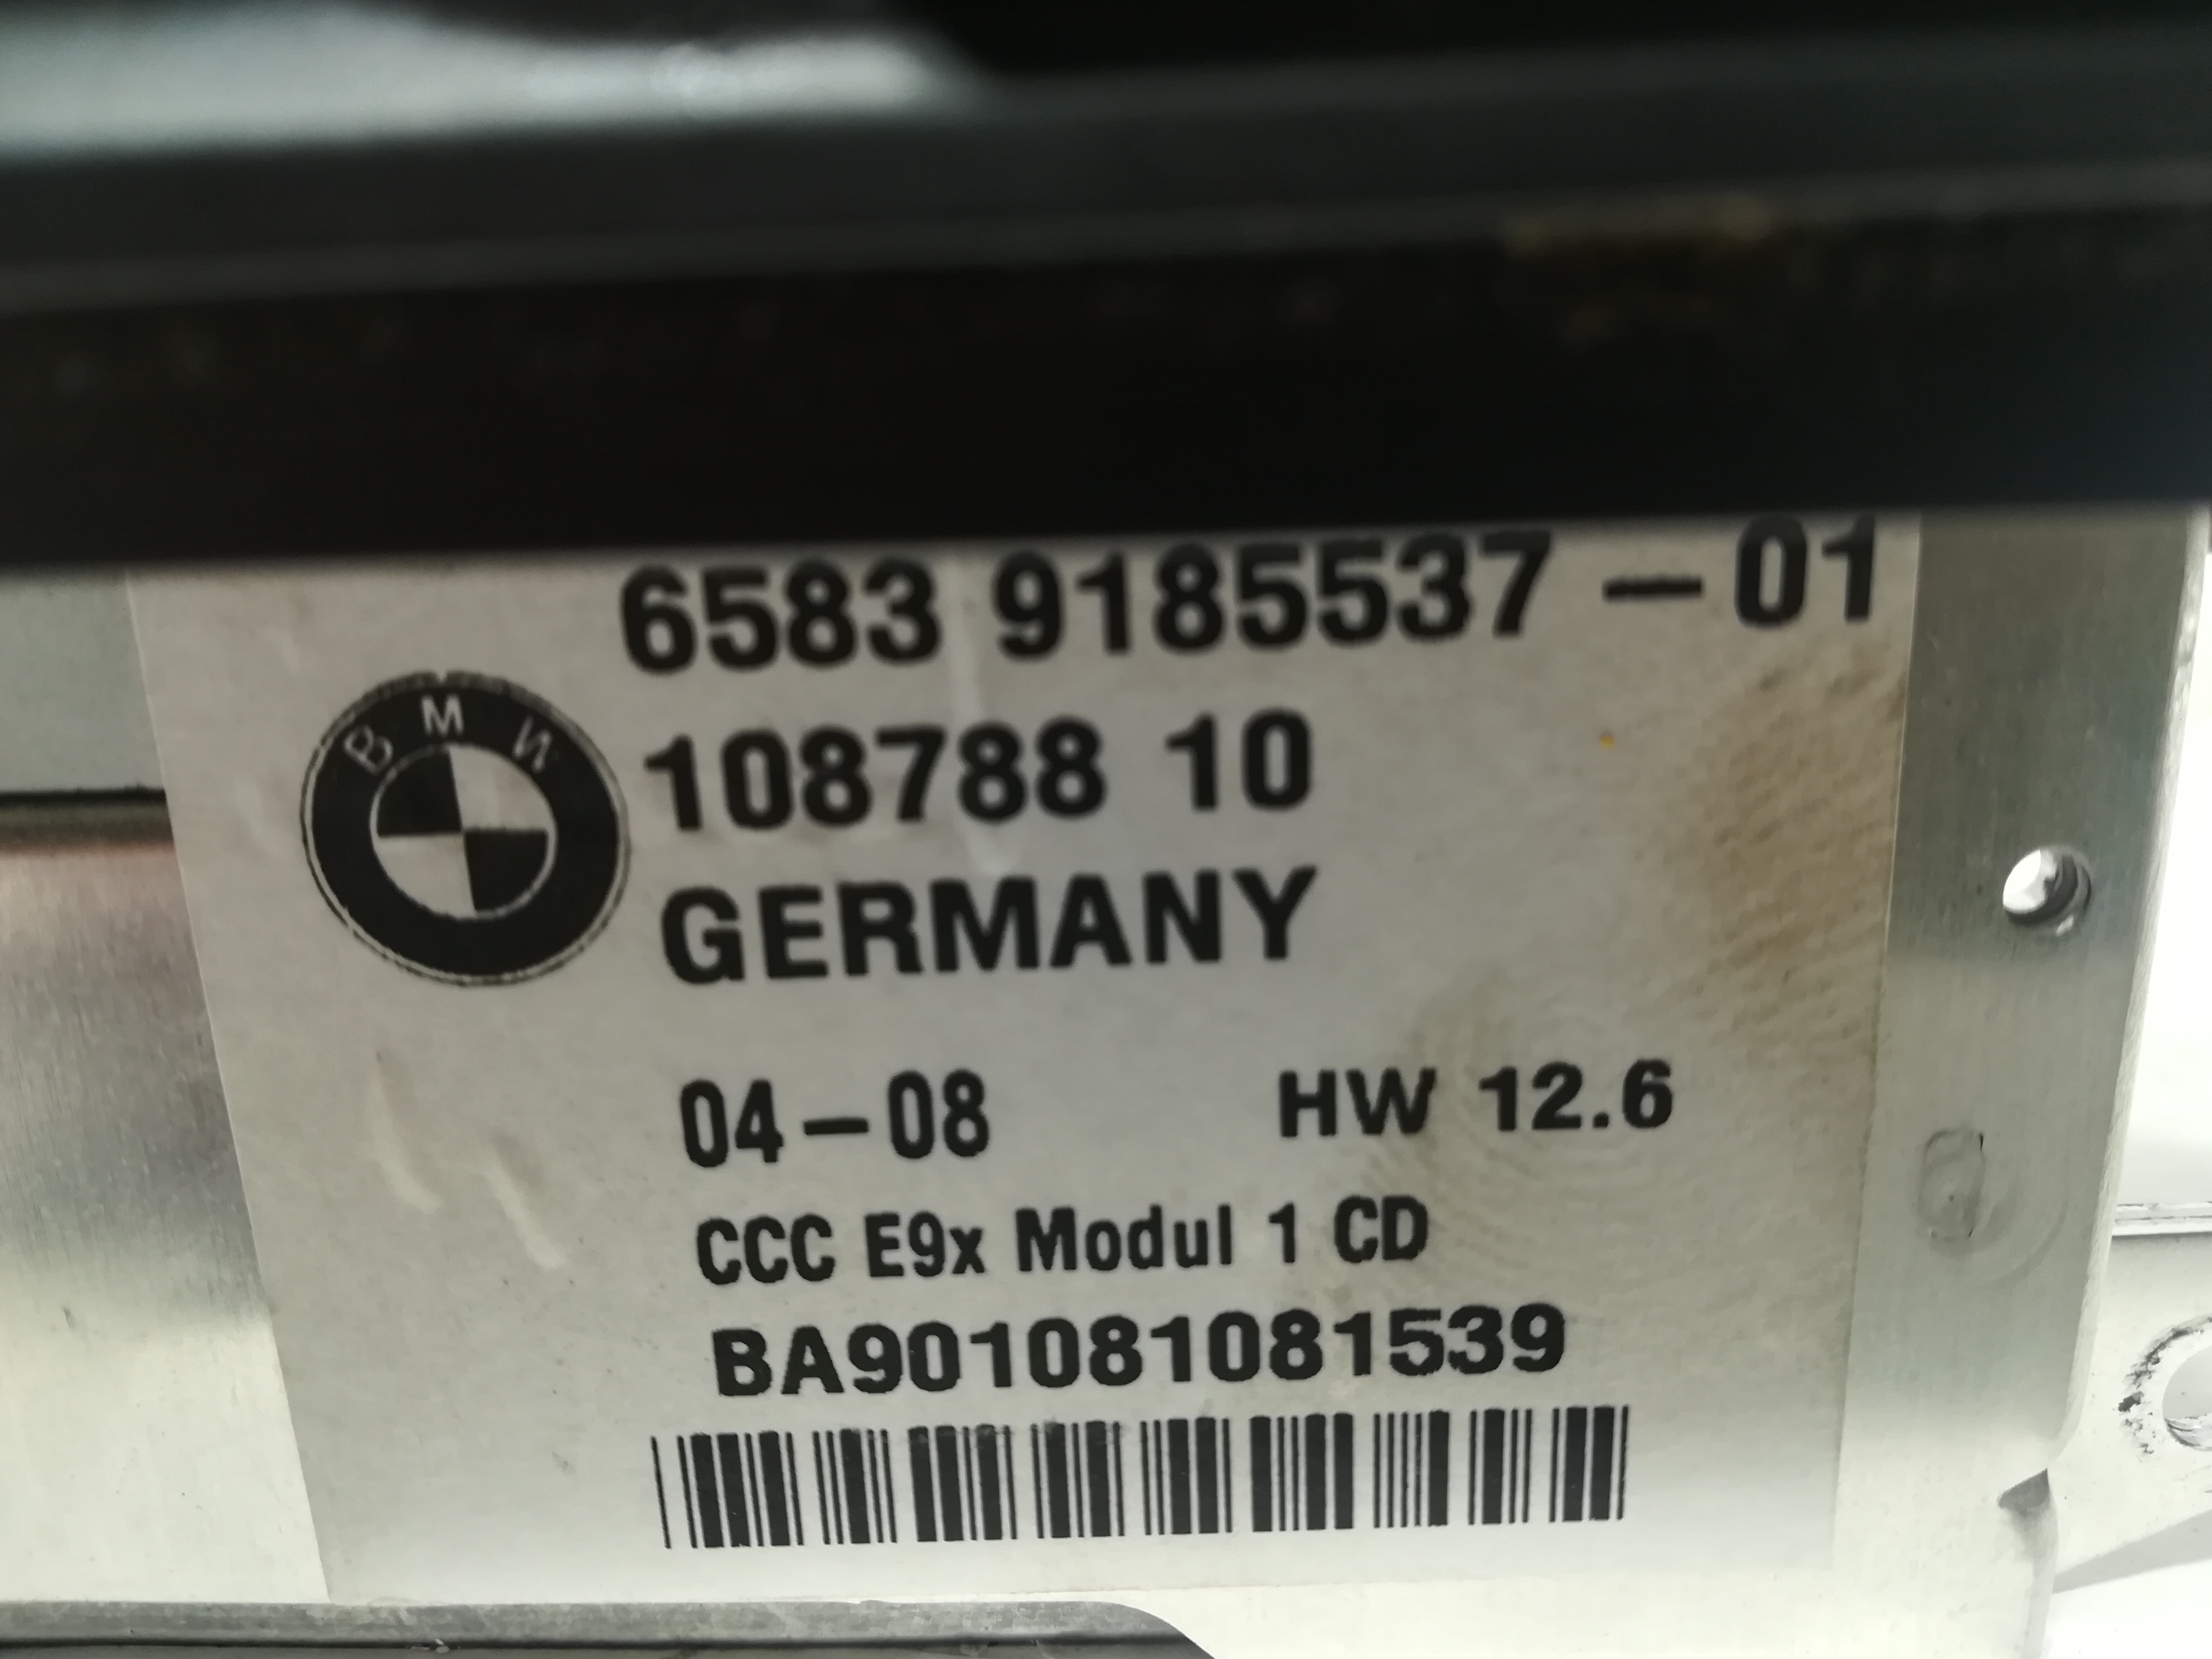 6583 9185537-01
BMW
108788 10
GERMANY
04-08 HW 12.6
CCC E9x Modul 1 CD
BA901081081539